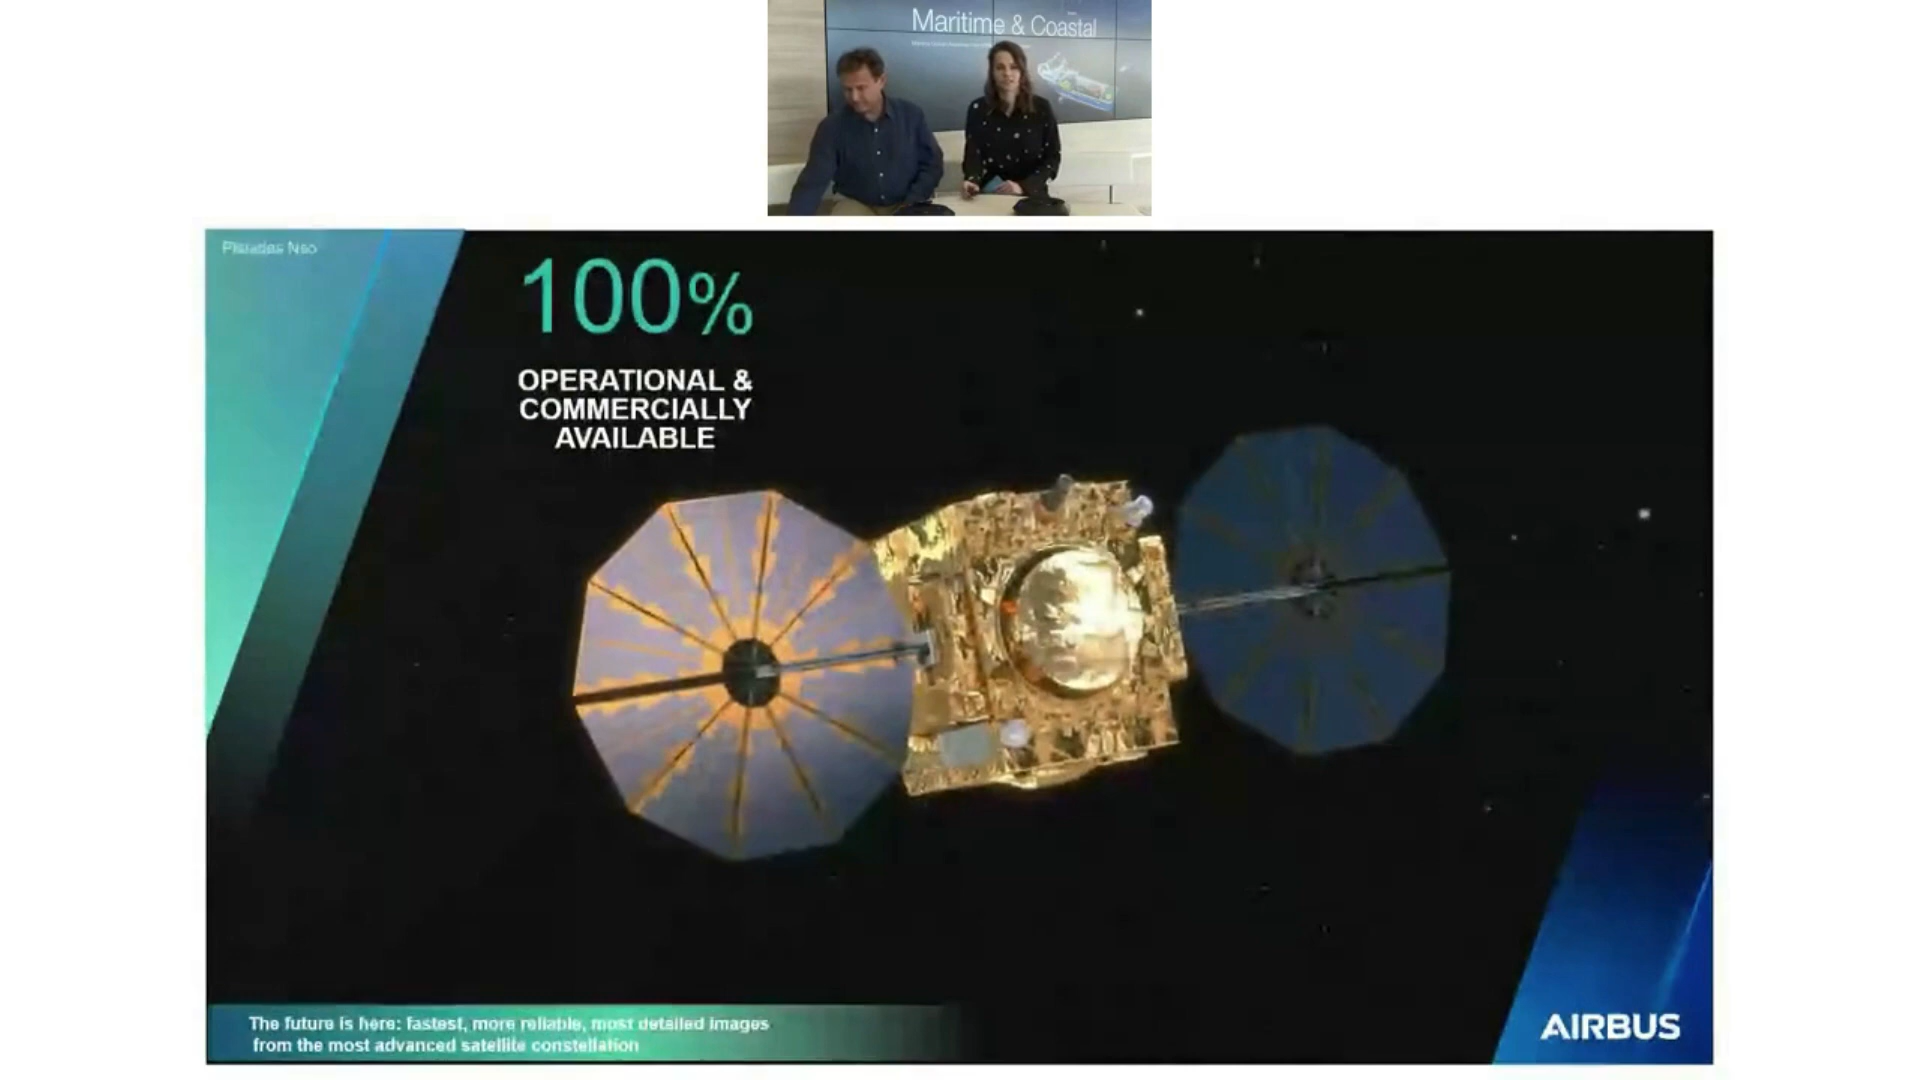 Maritime & Coastal
Pleiades Neo
100%
OPERATIONAL &
COMMERCIALLY
AVAILABLE
The future is here: fastest, more reliable, most detailed images
from the most advanced satellite constellation
AIRBUS